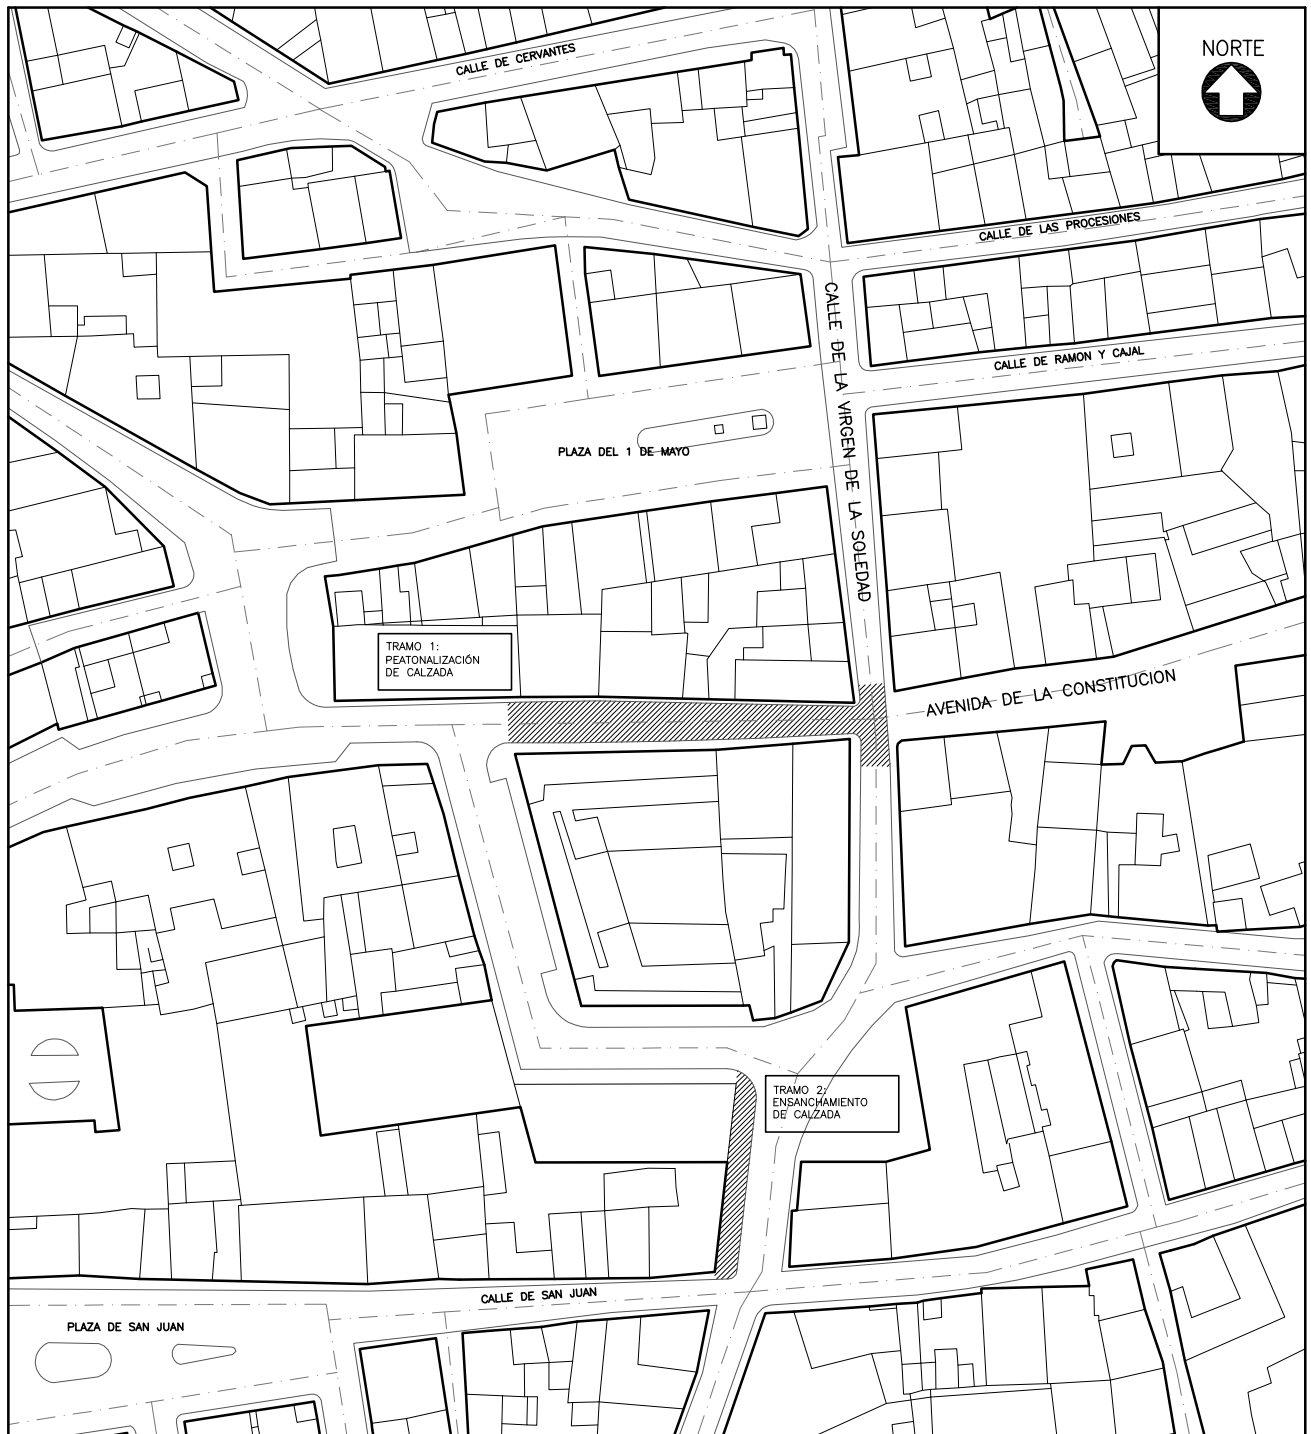 NORTE
CALLE DE CERVANTES
CALLE DE LAS PROCESIONES
CALLE DE LA VIRGEN DE LA SOLEDAD
CALLE DE RAMON Y CAJAL
PLAZA DEL 1 DE MAYO
TRAMO 1:
PEATONALIZACIÓN
DE CALZADA
AVENIDA DE LA CONSTITUCION
TRAMO 2:
ENSANCHAMIENTO
DE CALZADA
CALLE DE SAN JUAN
PLAZA DE SAN JUAN